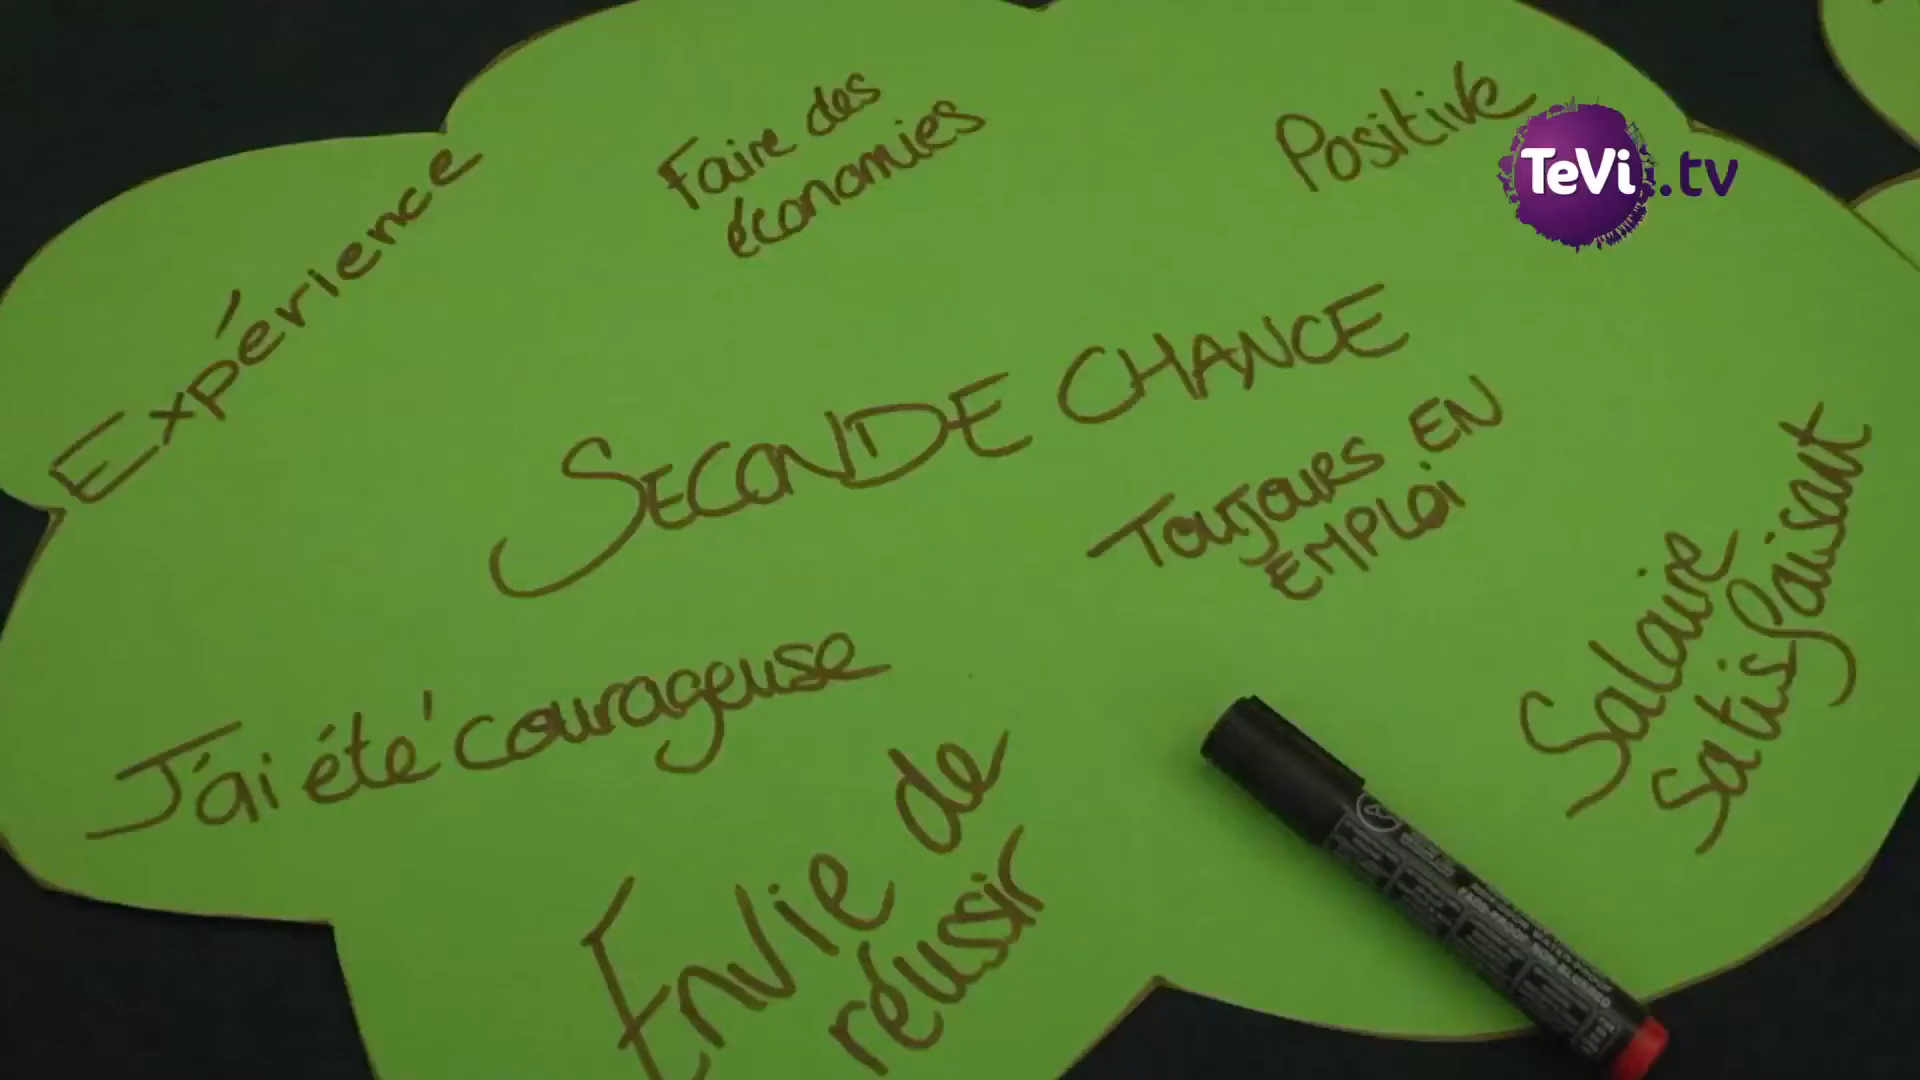 Faire des
économies
Positive
TeVi.tv
Expérience
SECONDE CHANCE
TOUJOURS EN
EMPLOI
Salaire
satisfaisant
J'ai été courageuse
Envie de
réussir